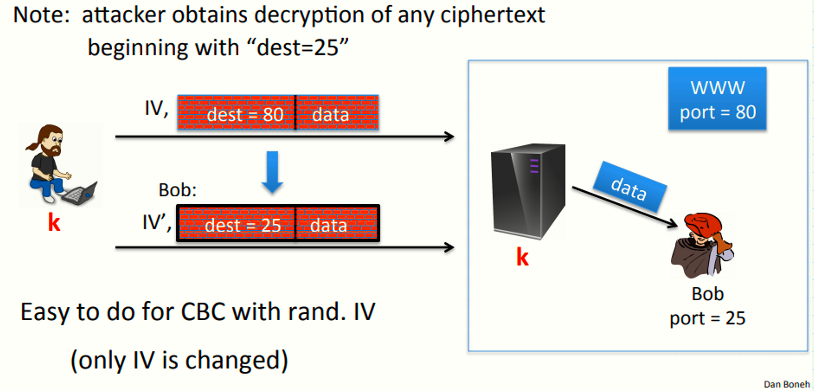 Note: attacker obtains decryption of any ciphertext
beginning with “dest=25”
IV, dest = 80 data
Bob:
IV’, dest = 25 data
k
WWW
port = 80
data
k
Bob
port = 25
Easy to do for CBC with rand. IV
(only IV is changed)
Dan Boneh